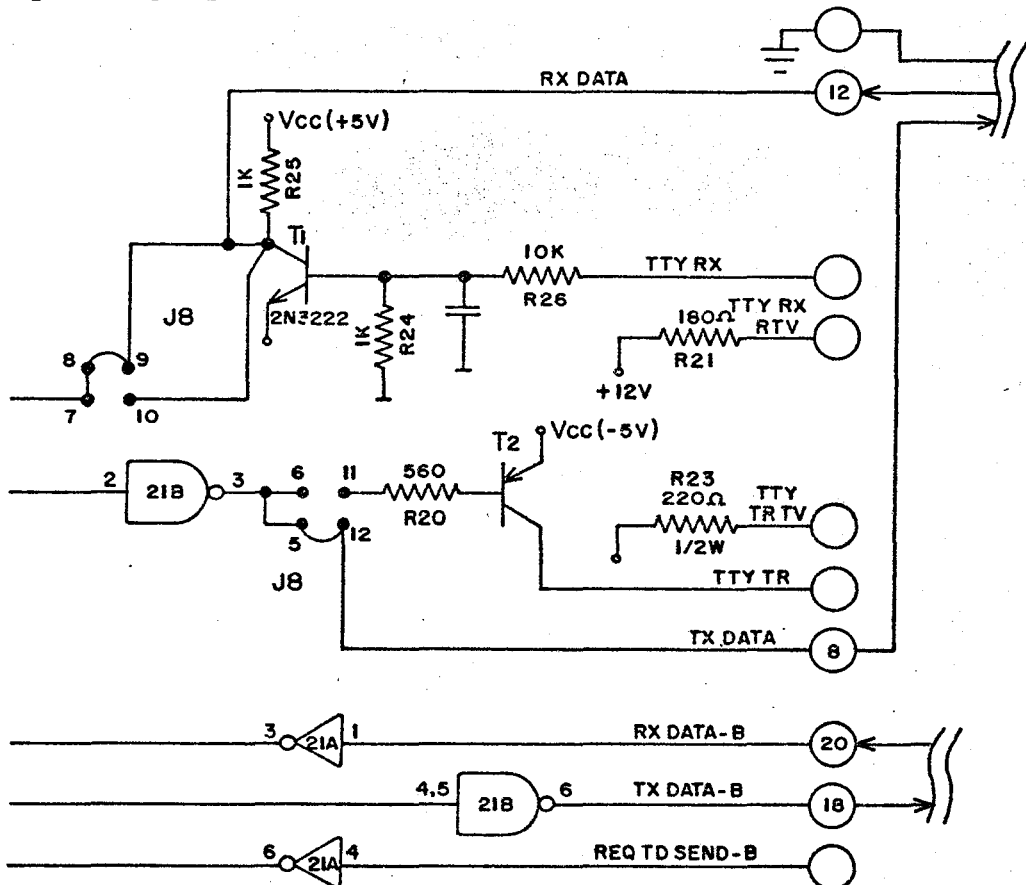 RX DATA
12
VCC(+5V)
1K
R25
T1
10K
TTY RX
R26
2N3222
J8
1K
R24
180Ω
TTY RX
RTV
R21
+12V
8
9
7
10
VCC(-5V)
T2
2
21B
3
6
11
560
R20
5
12
J8
R23
220Ω
1/2W
TTY
TRTV
TTY TR
TX DATA
8
3
21A
1
RX DATA-B
20
4,5
21B
6
TX DATA-B
18
6
21A
4
REQ TD SEND-B